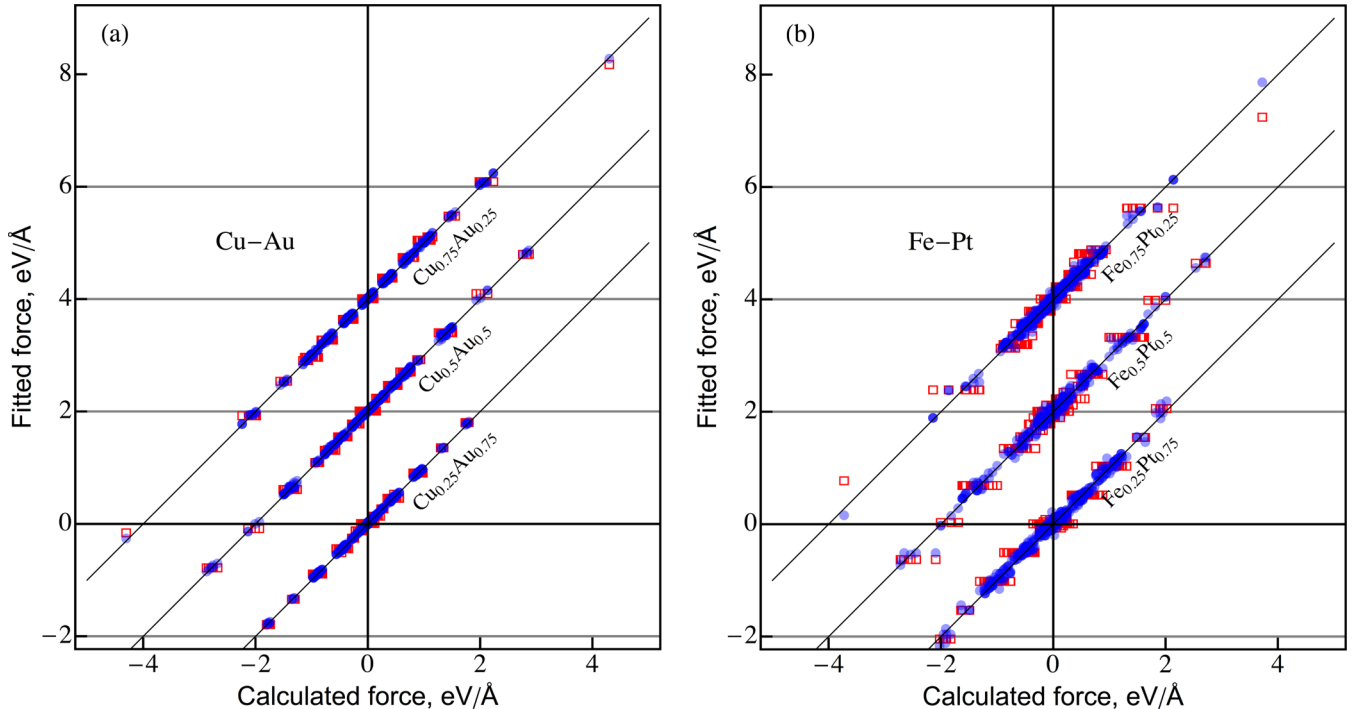 (a)
Cu−Au
Cu0.75Au0.25
Cu0.5Au0.5
Cu0.25Au0.75
8
6
4
2
0
−2
−4
−2
0
2
4
Fitted force, eV/Å
Calculated force, eV/Å
(b)
Fe−Pt
Fe0.75Pt0.25
Fe0.5Pt0.5
Fe0.25Pt0.75
8
6
4
2
0
−2
−4
−2
0
2
4
Fitted force, eV/Å
Calculated force, eV/Å